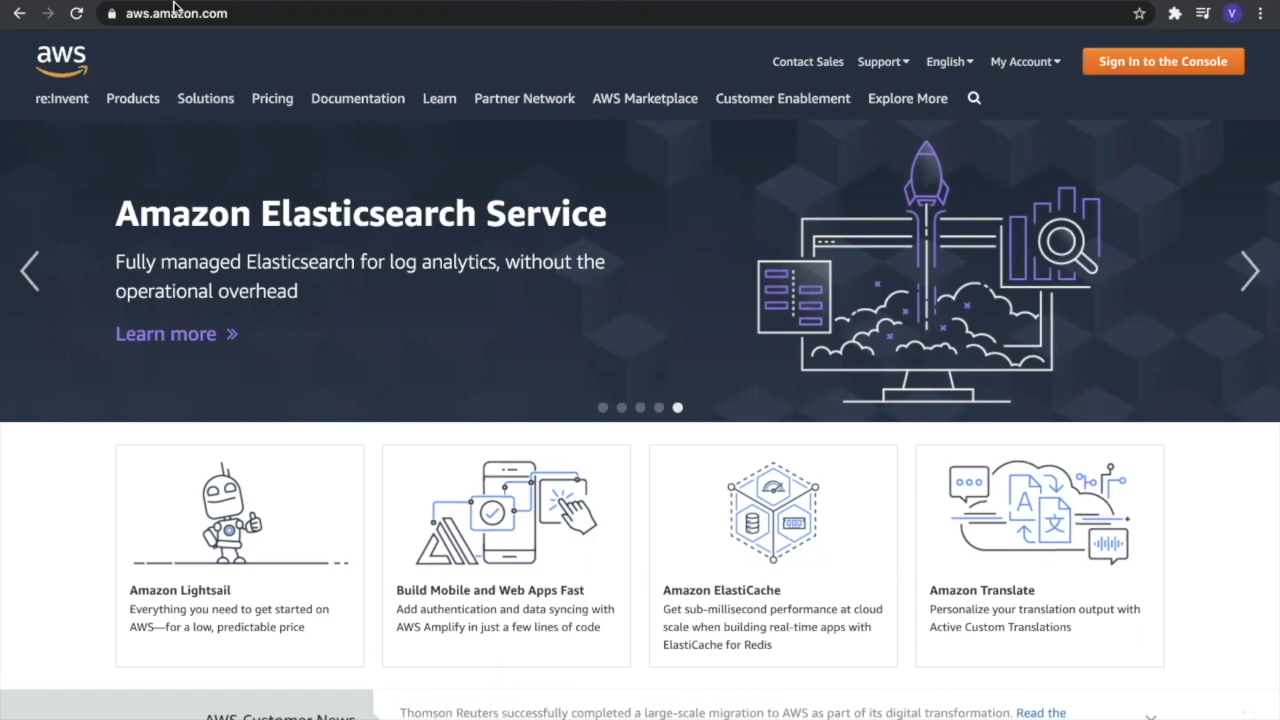 aws.amazon.com
V
aws
Contact Sales Support English My Account Sign In to the Console
re:Invent Products Solutions Pricing Documentation Learn Partner Network AWS Marketplace Customer Enablement Explore More
Amazon Elasticsearch Service
Fully managed Elasticsearch for log analytics, without the
operational overhead
Learn more »
A
文
Amazon Lightsail
Everything you need to get started on
AWS—for a low, predictable price
Build Mobile and Web Apps Fast
Add authentication and data syncing with
AWS Amplify in just a few lines of code
Amazon ElastiCache
Get sub-millisecond performance at cloud
scale when building real-time apps with
ElastiCache for Redis
Amazon Translate
Personalize your translation output with
Active Custom Translations
AWS Customer News
Thomson Reuters successfully completed a large-scale migration to AWS as part of its digital transformation. Read the